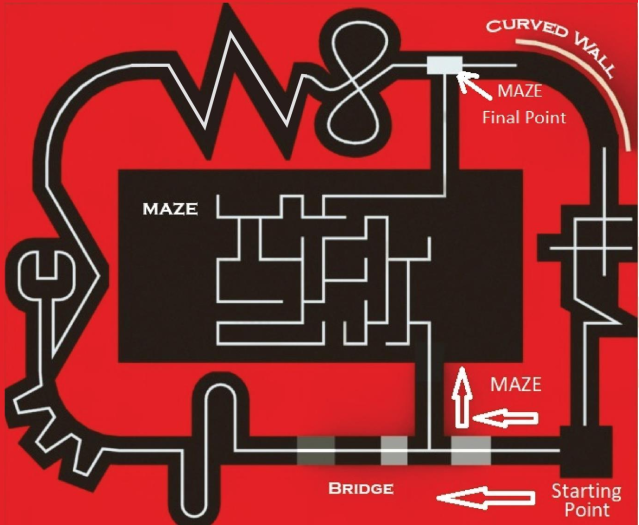 CURVED WALL
MAZE
Final Point
MAZE
MAZE
BRIDGE
Starting
Point